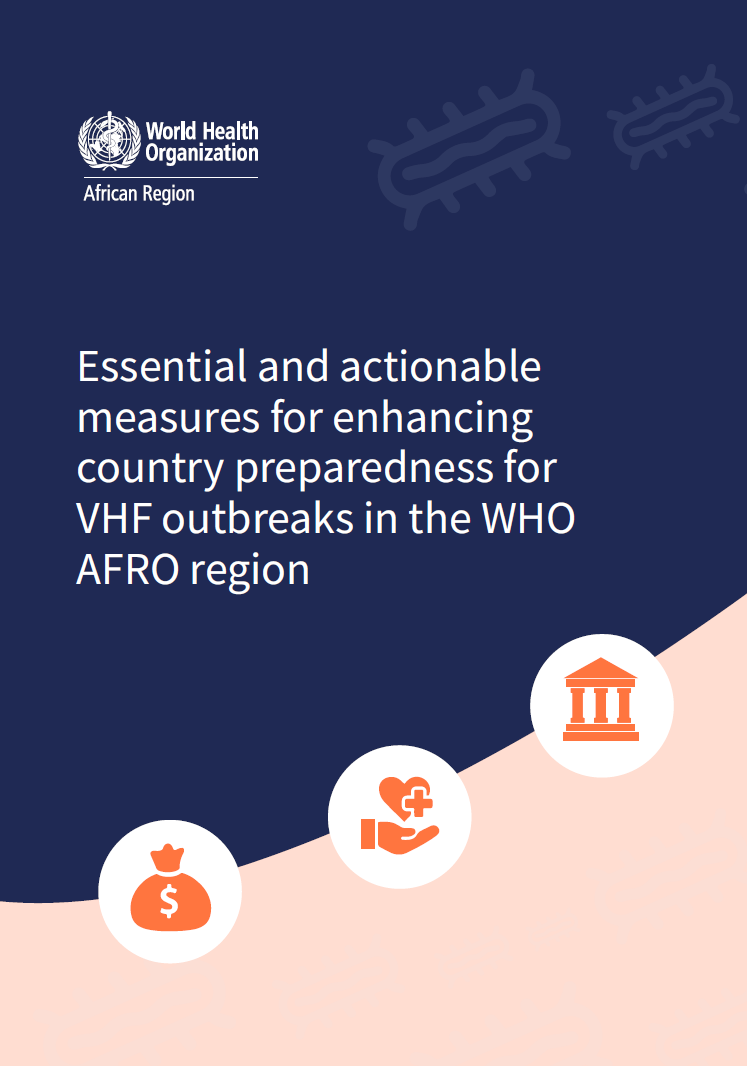 World Health
Organization
African Region
Essential and actionable
measures for enhancing
country preparedness for
VHF outbreaks in the WHO
AFRO region
$